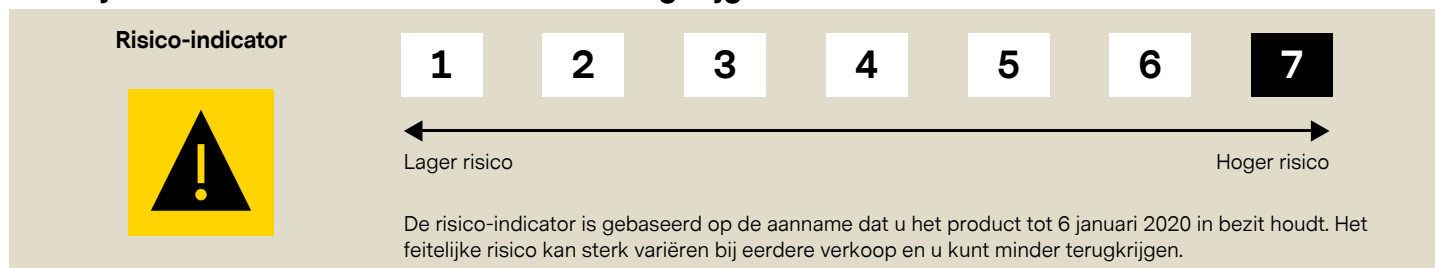 Risico-indicator
1 2 3 4 5 6 7
Lager risico Hoger risico
De risico-indicator is gebaseerd op de aanname dat u het product tot 6 januari 2020 in bezit houdt. Het
feitelijke risico kan sterk variëren bij eerdere verkoop en u kunt minder terugkrijgen.